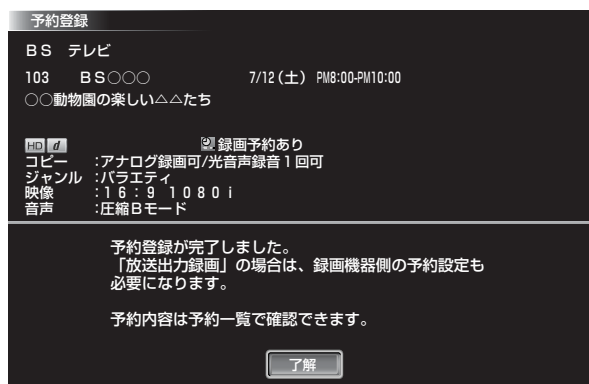 予約登録
BS テレビ
103 BS○○○ 7/12(土) PM8:00-PM10:00
○○動物園の楽しい△△たち
HD d 録画予約あり
コピー :アナログ録画可/光音声録音1回可
ジャンル :バラエティ
映像 :16:9 1080i
音声 :圧縮Bモード
予約登録が完了しました。
「放送出力録画」の場合は、録画機器側の予約設定も
必要になります。
予約内容は予約一覧で確認できます。
了解